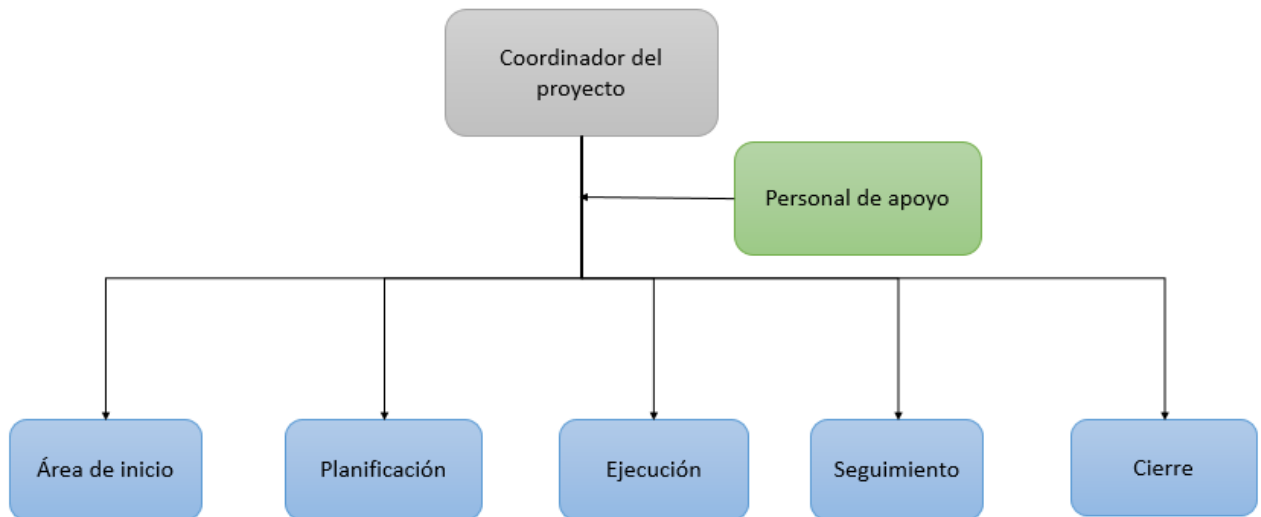 Coordinador del
proyecto
Personal de apoyo
Área de inicio
Planificación
Ejecución
Seguimiento
Cierre